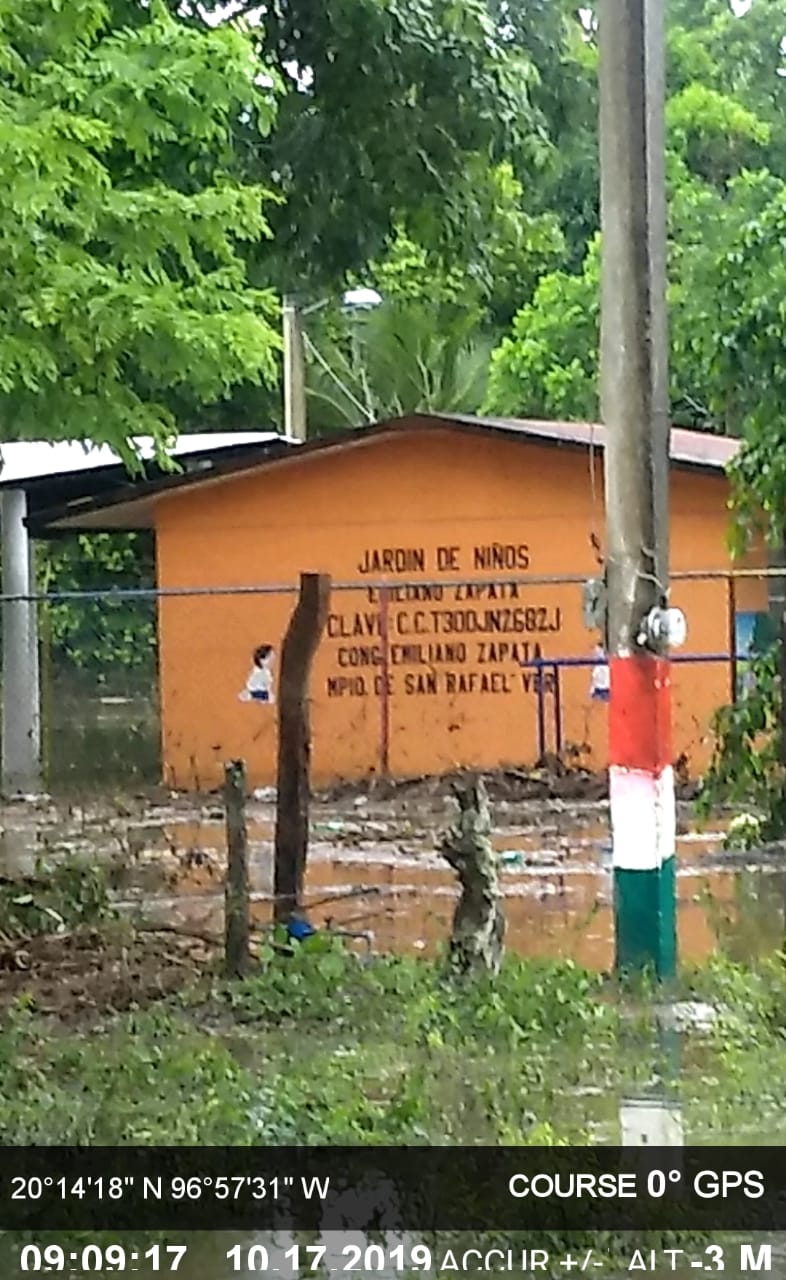 JARDIN DE NIÑOS
EMILIANO ZAPATA
CLAVE C.C.T30DJN2682J
CONG EMILIANO ZAPATA
MPIO. DE SAN RAFAEL VER
20°14'18" N 96°57'31" W
COURSE 0° GPS
09:09:17 10.17.2019 ACCUR +/- ALT -3 M